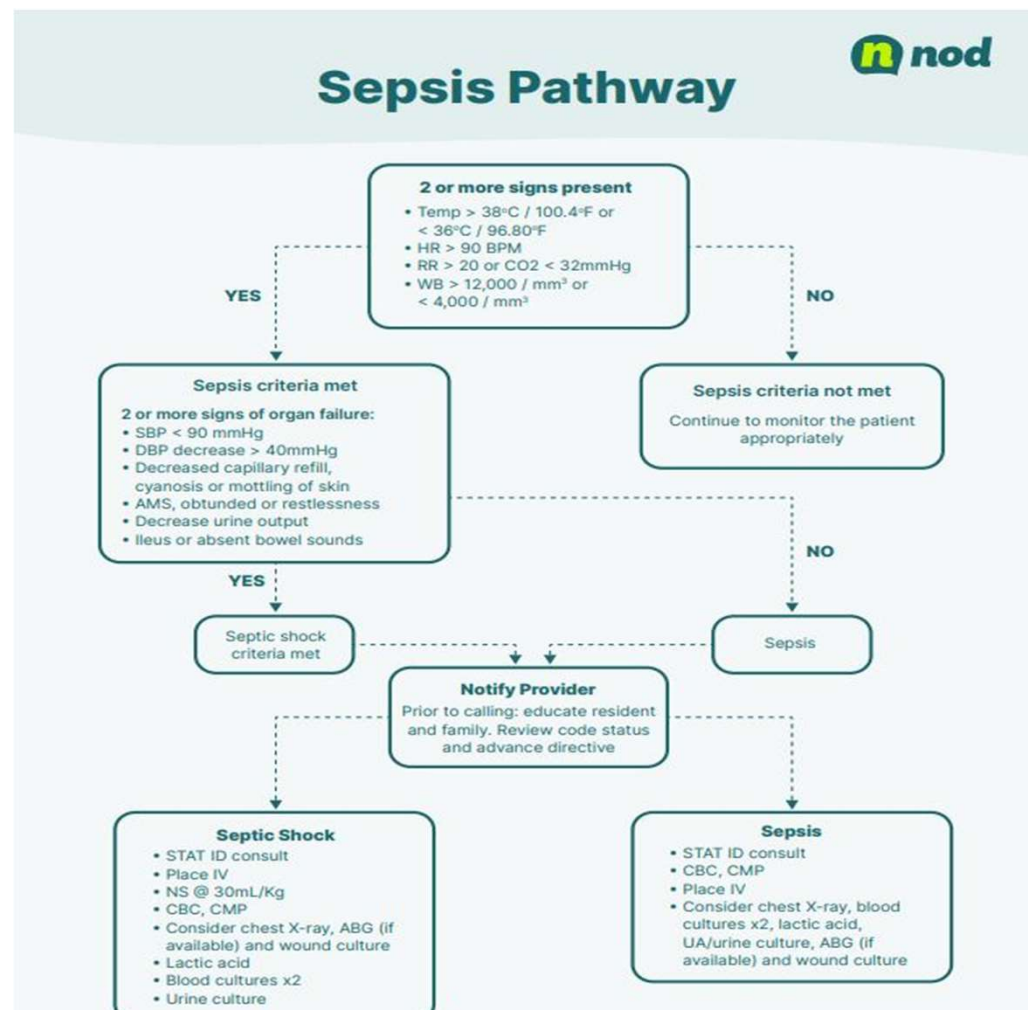 n nod
Sepsis Pathway
2 or more signs present
• Temp > 38°C / 100.4°F or
< 36°C / 96.80°F
• HR > 90 BPM
• RR > 20 or CO2 < 32mmHg
• WB > 12,000 / mm³ or
< 4,000 / mm³
YES
NO
Sepsis criteria met
2 or more signs of organ failure:
• SBP < 90 mmHg
• DBP decrease > 40mmHg
• Decreased capillary refill,
cyanosis or mottling of skin
• AMS, obtunded or restlessness
• Decrease urine output
• Ileus or absent bowel sounds
Sepsis criteria not met
Continue to monitor the patient
appropriately
YES
NO
Septic shock
criteria met
Sepsis
Notify Provider
Prior to calling: educate resident
and family. Review code status
and advance directive
Septic Shock
• STAT ID consult
• Place IV
• NS @ 30mL/Kg
• CBC, CMP
• Consider chest X-ray, ABG (if
available) and wound culture
• Lactic acid
• Blood cultures x2
• Urine culture
Sepsis
• STAT ID consult
• CBC, CMP
• Place IV
• Consider chest X-ray, blood
cultures x2, lactic acid,
UA/urine culture, ABG (if
available) and wound culture